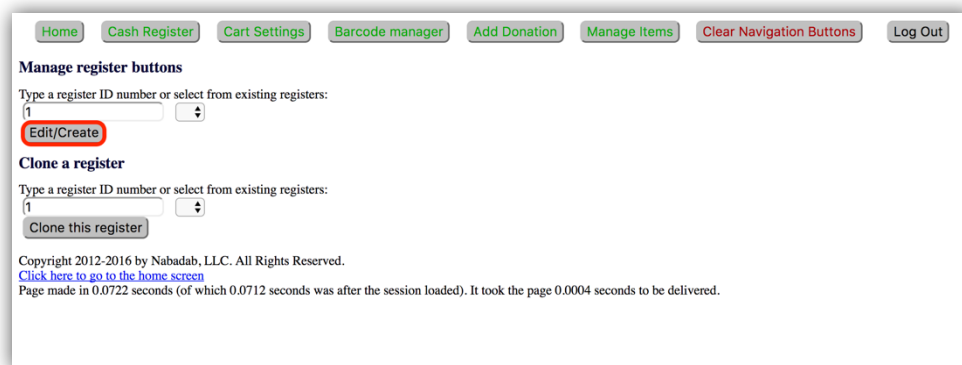 Home Cash Register Cart Settings Barcode manager Add Donation Manage Items Clear Navigation Buttons Log Out
Manage register buttons
Type a register ID number or select from existing registers:
1
Edit/Create
Clone a register
Type a register ID number or select from existing registers:
1
Clone this register
Copyright 2012-2016 by Nabadab, LLC. All Rights Reserved.
Click here to go to the home screen
Page made in 0.0722 seconds (of which 0.0712 seconds was after the session loaded). It took the page 0.0004 seconds to be delivered.